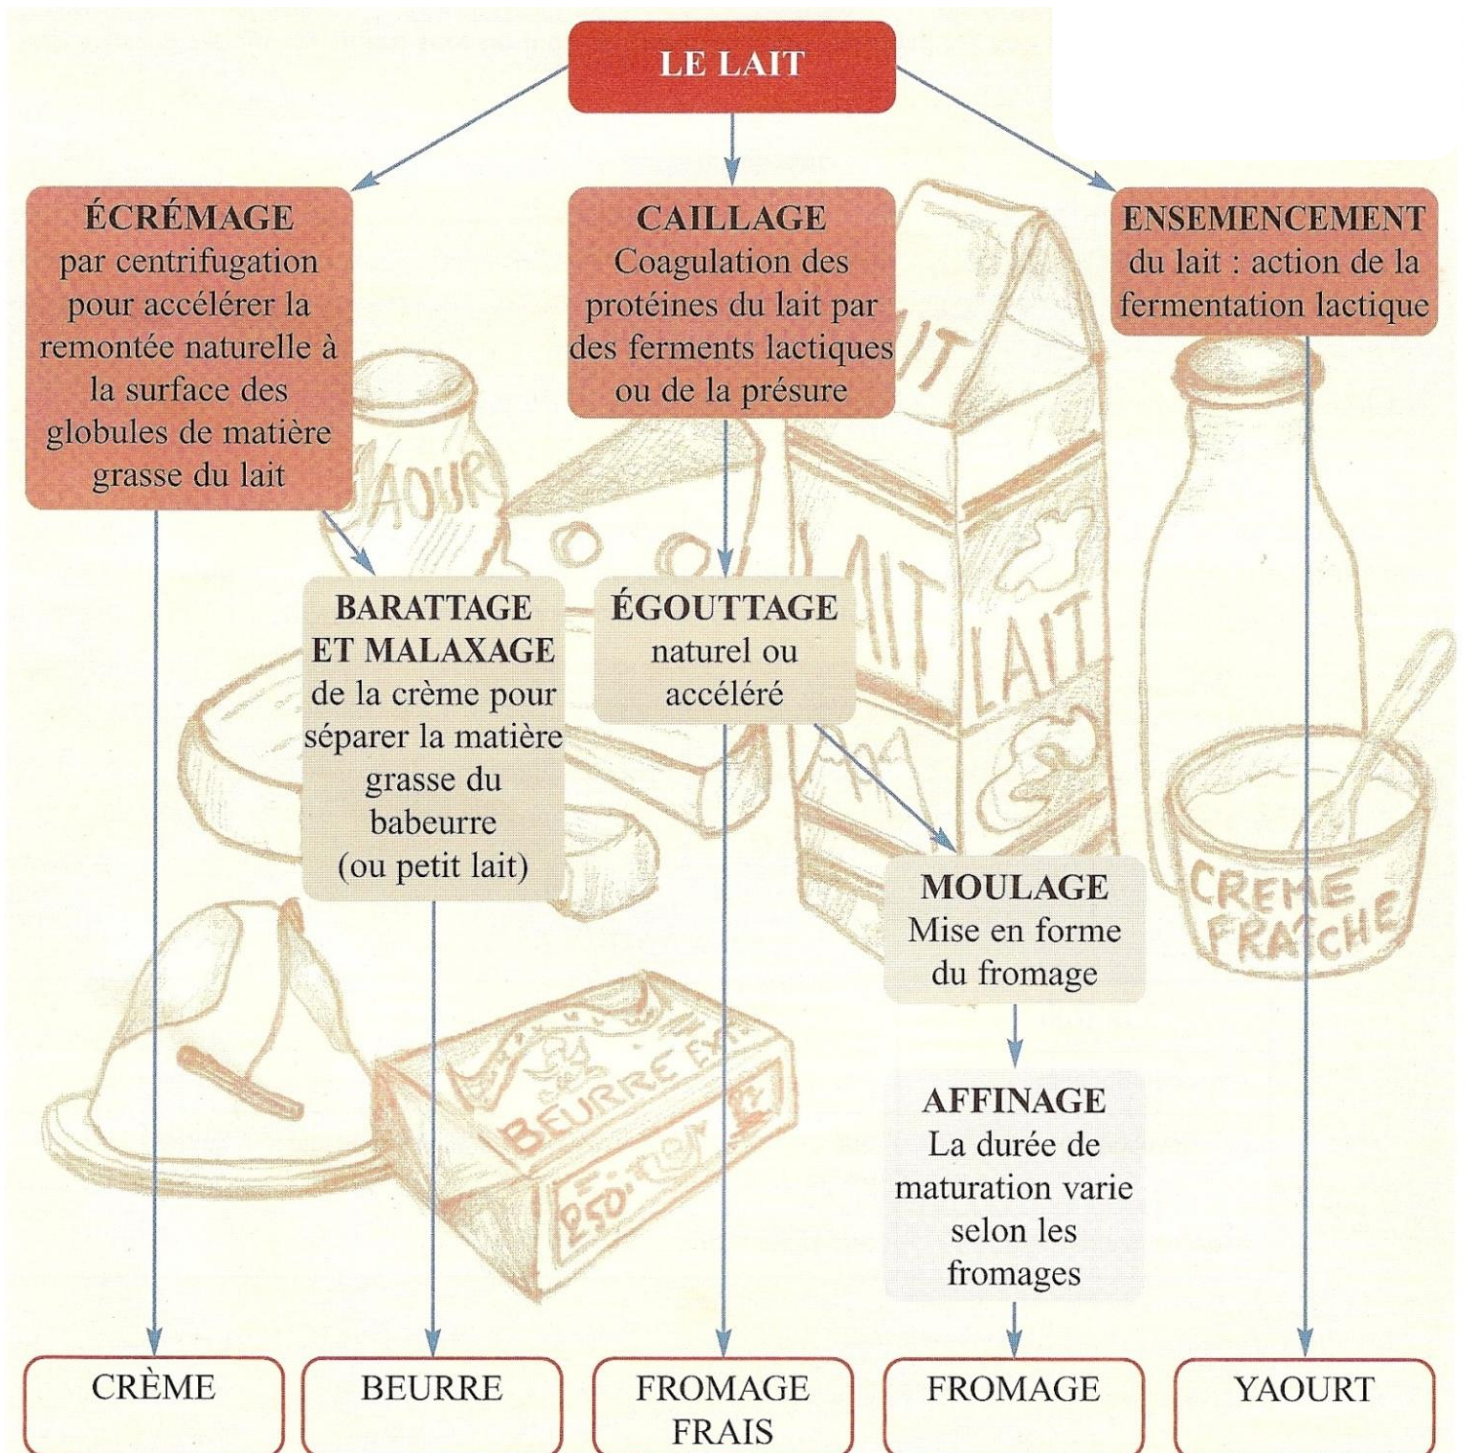 LE LAIT
ÉCRÉMAGE
par centrifugation
pour accélérer la
remontée naturelle à
la surface des
globules de matière
grasse du lait
CAILLAGE
Coagulation des
protéines du lait par
des ferments lactiques
ou de la présure
ENSEMENCEMENT
du lait : action de la
fermentation lactique
BARATTAGE
ET MALAXAGE
de la crème pour
séparer la matière
grasse du
babeurre
(ou petit lait)
ÉGOUTTAGE
naturel ou
accéléré
MOULAGE
Mise en forme
du fromage
AFFINAGE
La durée de
maturation varie
selon les
fromages
CRÈME
BEURRE
FROMAGE
FRAIS
FROMAGE
YAOURT
YAOUR
LAIT
LAIT
CREME
FRAÎCHE
BEURRE EXT
250